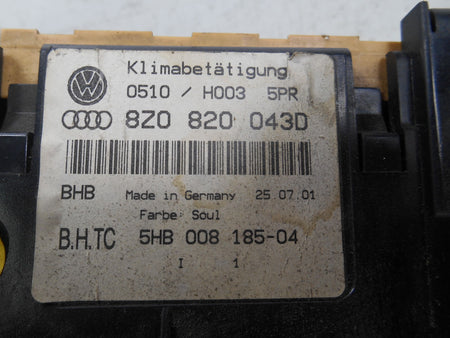 Klimabetätigung
0510 / H003 5PR
8Z0 820 043D
BHB Made in Germany 25.07.01
Farbe: Soul
B.H.TC 5HB 008 185-04
I 1